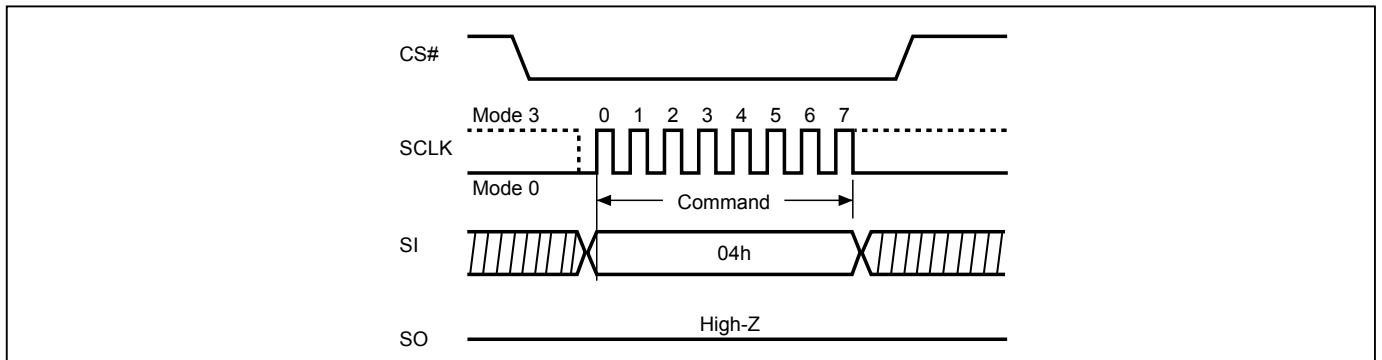 CS#
Mode 3
0 1 2 3 4 5 6 7
SCLK
Mode 0
Command
SI
04h
High-Z
SO